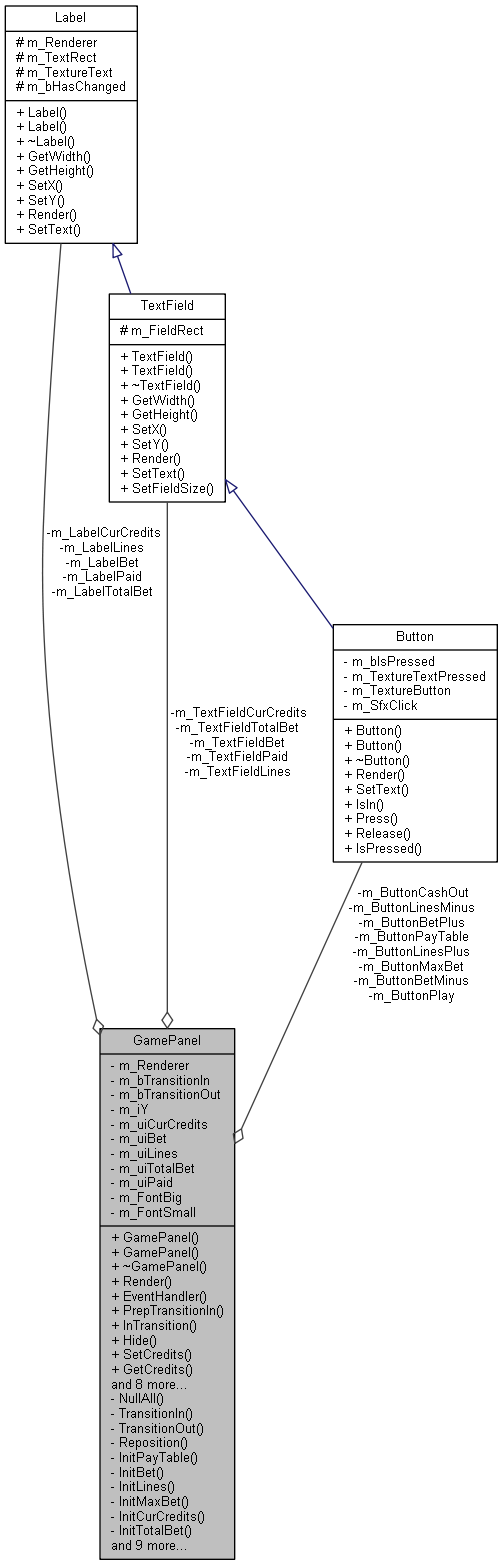 Label
# m_Renderer
# m_TextRect
# m_TextureText
# m_bHasChanged
+ Label()
+ Label()
+ ~Label()
+ GetWidth()
+ GetHeight()
+ SetX()
+ SetY()
+ Render()
+ SetText()
TextField
# m_FieldRect
+ TextField()
+ TextField()
+ ~TextField()
+ GetWidth()
+ GetHeight()
+ SetX()
+ SetY()
+ Render()
+ SetText()
+ SetFieldSize()
-m_LabelCurCredits
-m_LabelLines
-m_LabelBet
-m_LabelPaid
-m_LabelTotalBet
Button
- m_bIsPressed
- m_TextureTextPressed
- m_TextureButton
- m_SfxClick
+ Button()
+ Button()
+ ~Button()
+ Render()
+ SetText()
+ IsIn()
+ Press()
+ Release()
+ IsPressed()
-m_TextFieldCurCredits
-m_TextFieldTotalBet
-m_TextFieldBet
-m_TextFieldPaid
-m_TextFieldLines
-m_ButtonCashOut
-m_ButtonLinesMinus
-m_ButtonBetPlus
-m_ButtonPayTable
-m_ButtonLinesPlus
-m_ButtonMaxBet
-m_ButtonBetMinus
-m_ButtonPlay
GamePanel
- m_Renderer
- m_bTransitionIn
- m_bTransitionOut
- m_iY
- m_uiCurCredits
- m_uiBet
- m_uiLines
- m_uiTotalBet
- m_uiPaid
- m_FontBig
- m_FontSmall
+ GamePanel()
+ GamePanel()
+ ~GamePanel()
+ Render()
+ EventHandler()
+ PrepTransitionIn()
+ InTransition()
+ Hide()
+ SetCredits()
+ GetCredits()
and 8 more...
- NullAll()
- TransitionIn()
- TransitionOut()
- Reposition()
- InitPayTable()
- InitBet()
- InitLines()
- InitMaxBet()
- InitCurCredits()
- InitTotalBet()
and 9 more...